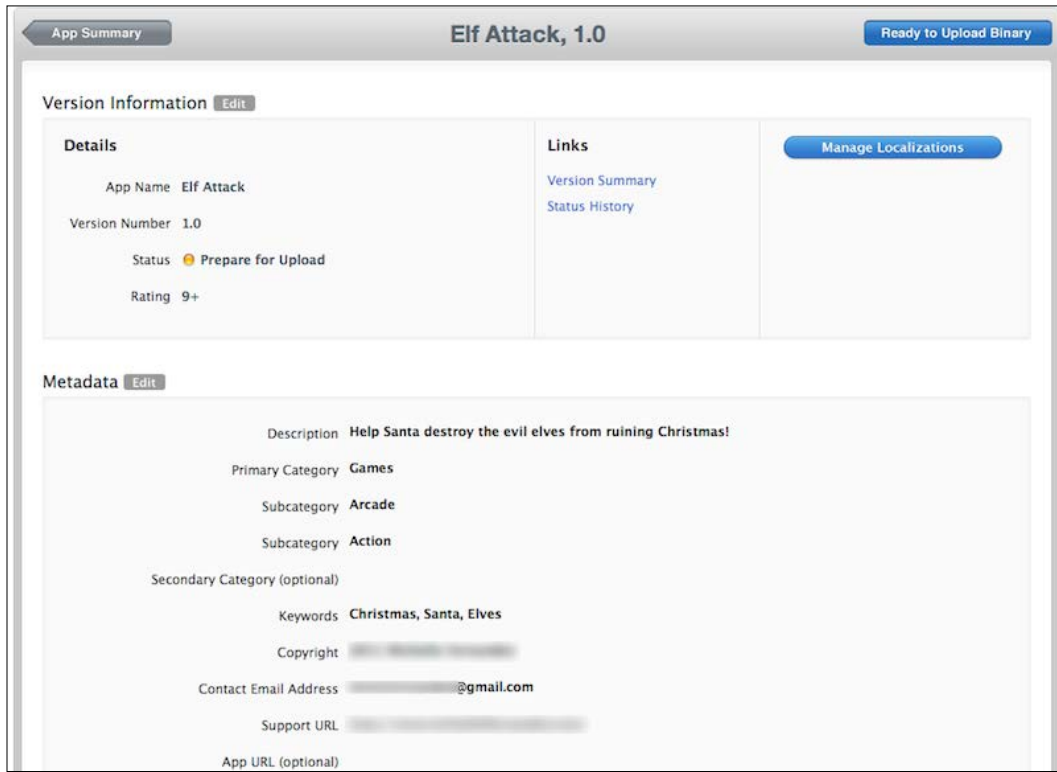 App Summary
Elf Attack, 1.0
Ready to Upload Binary
Version Information Edit
Details
App Name Elf Attack
Version Number 1.0
Status Prepare for Upload
Rating 9+
Links
Version Summary
Status History
Manage Localizations
Metadata Edit
Description Help Santa destroy the evil elves from ruining Christmas!
Primary Category Games
Subcategory Arcade
Subcategory Action
Secondary Category (optional)
Keywords Christmas, Santa, Elves
Copyright
Contact Email Address @gmail.com
Support URL
App URL (optional)